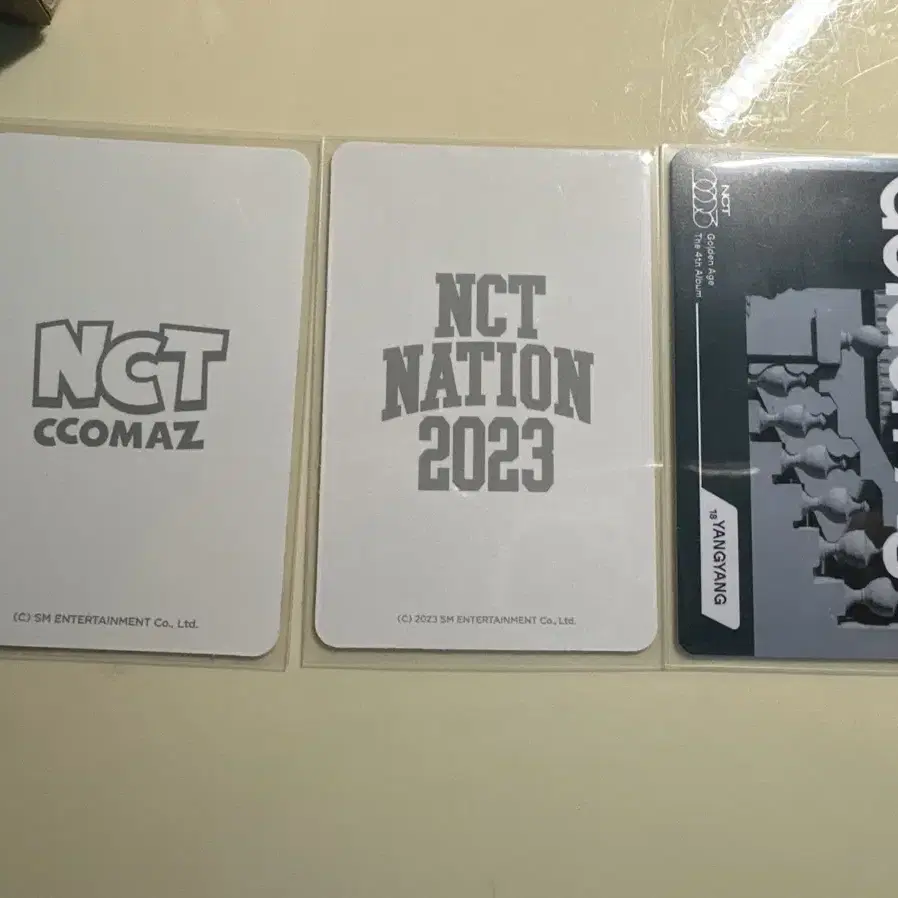 NCT
CCOMAZ
(C) SM ENTERTAINMENT Co., Ltd.
NCT
NATION
2023
(C) 2023 SM ENTERTAINMENT Co., Ltd.
NCT
Golden Age
The 4th Album
18 YANGYANG